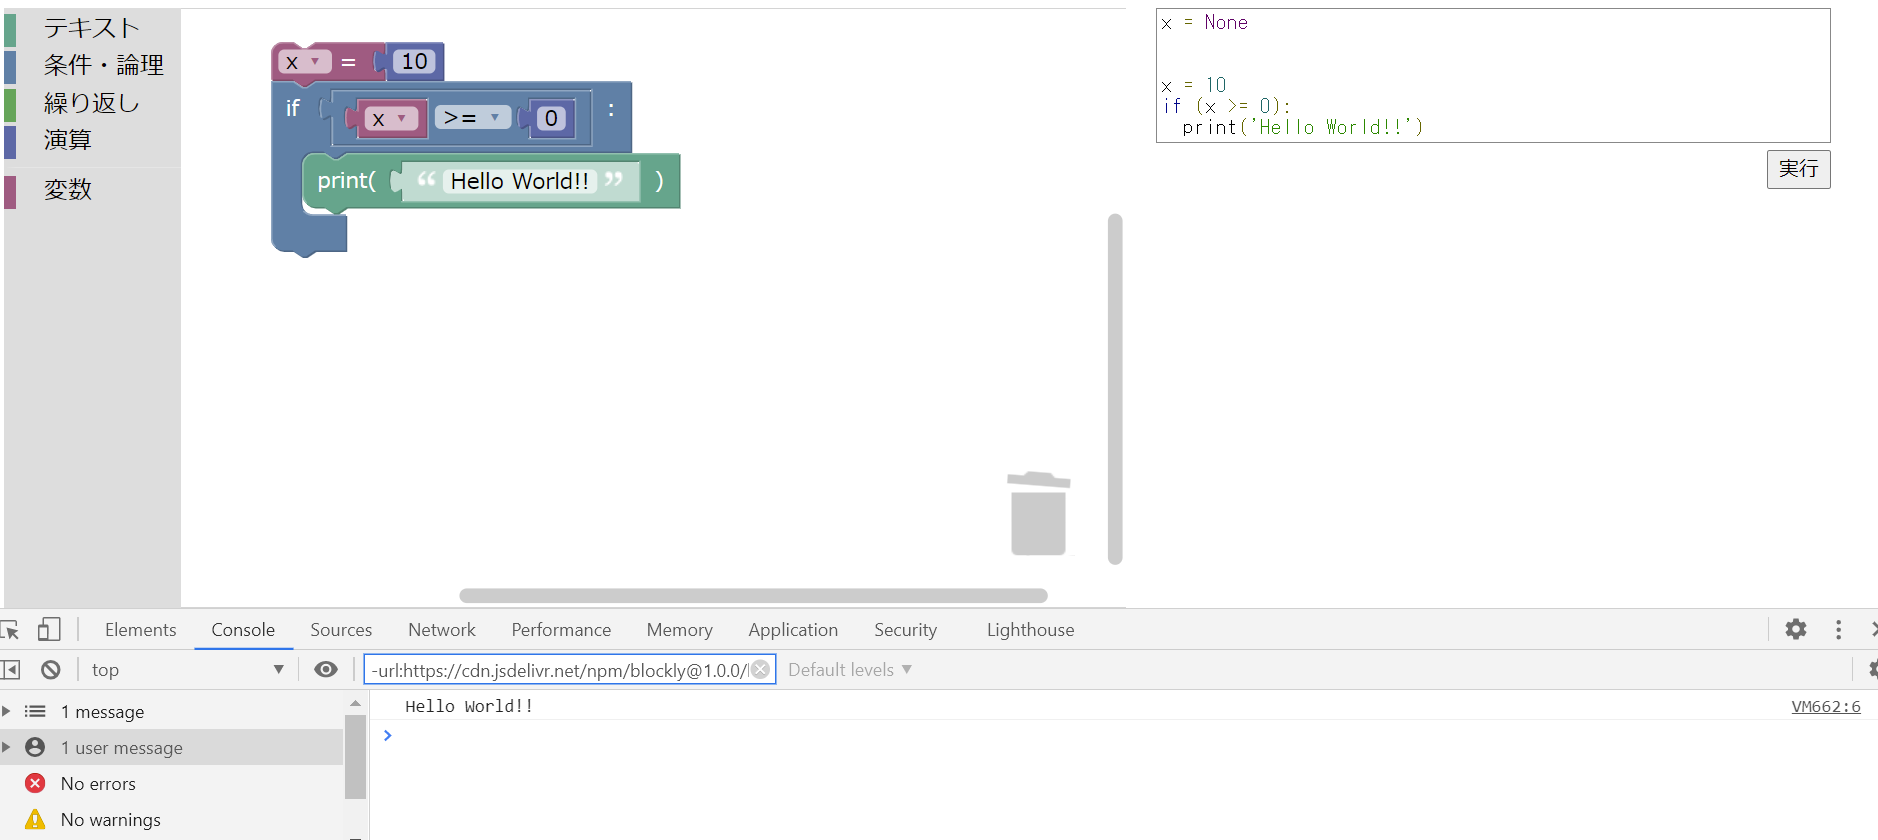 テキスト
条件・論理
繰り返し
演算
変数
x ▼ = 10
if x ▼ >= ▼ 0 :
print( “ Hello World!! ” )
x = None
x = 10
if (x >= 0):
print('Hello World!!')
実行
Elements Console Sources Network Performance Memory Application Security Lighthouse
top ▼ -url:https://cdn.jsdelivr.net/npm/blockly@1.0.0/ Default levels ▼
1 message
1 user message
No errors
No warnings
Hello World!! VM662:6
>